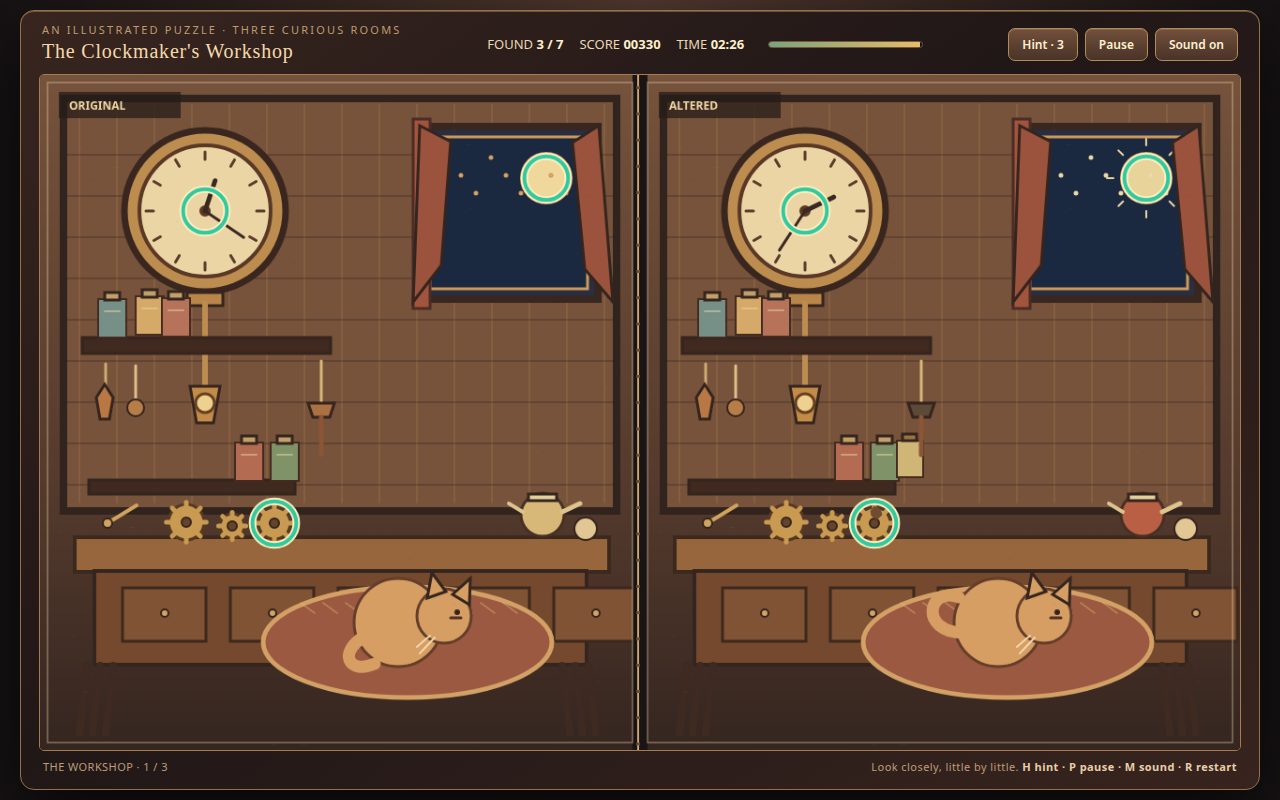 AN ILLUSTRATED PUZZLE · THREE CURIOUS ROOMS
The Clockmaker's Workshop
FOUND 3 / 7 SCORE 00330 TIME 02:26
Hint · 3
Pause
Sound on
ORIGINAL
ALTERED
THE WORKSHOP · 1 / 3
Look closely, little by little. H hint · P pause · M sound · R restart